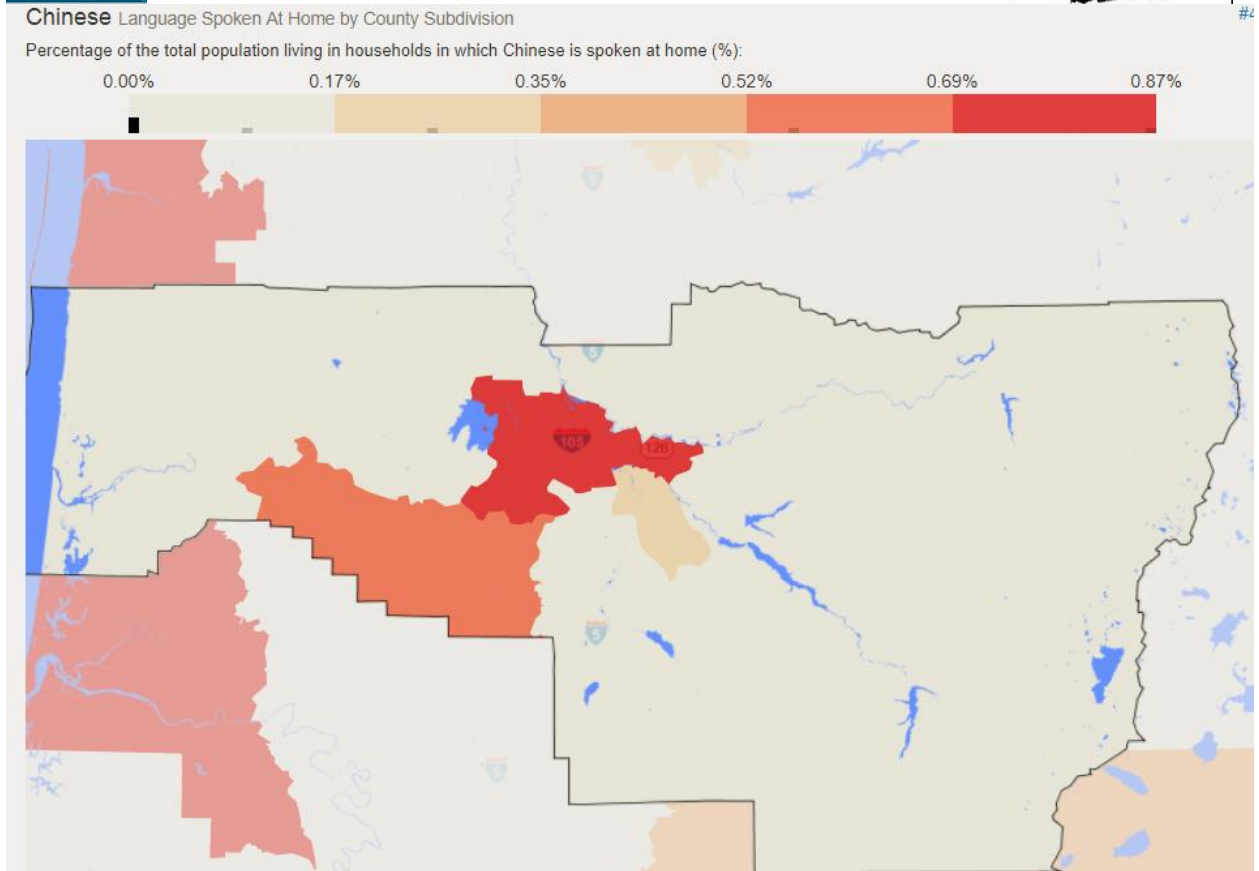 Chinese Language Spoken At Home by County Subdivision
#4
Percentage of the total population living in households in which Chinese is spoken at home (%):
0.00% 0.17% 0.35% 0.52% 0.69% 0.87%
5
5
105
126
5
5